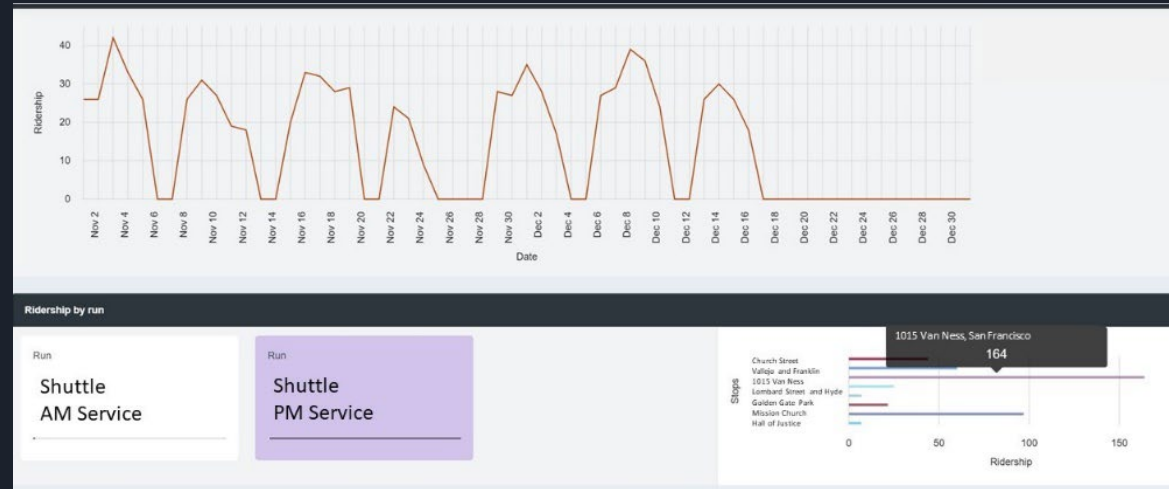 40
30
20
10
0
Ridership
Nov 2
Nov 4
Nov 6
Nov 8
Nov 10
Nov 12
Nov 14
Nov 16
Nov 18
Nov 20
Nov 22
Nov 24
Nov 26
Nov 28
Nov 30
Dec 2
Dec 4
Dec 6
Dec 8
Dec 10
Dec 12
Dec 14
Dec 16
Dec 18
Dec 20
Dec 22
Dec 24
Dec 26
Dec 28
Dec 30
Date
Ridership by run
Run
Shuttle
AM Service
Run
Shuttle
PM Service
1015 Van Ness, San Francisco
164
Stops
Church Street
Vallejo and Franklin
1015 Van Ness
Lombard Street and Hyde
Golden Gate Park
Mission Church
Hall of Justice
0
50
100
150
Ridership